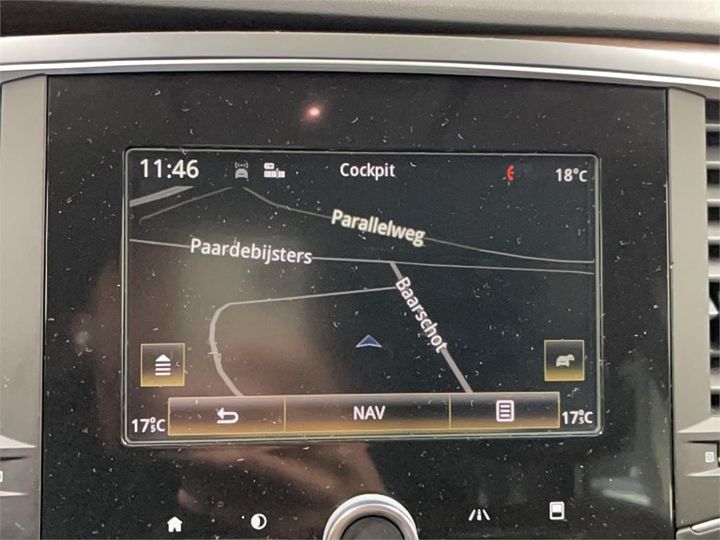 11:46 Cockpit 18°C
Parallelweg
Paardebijsters
Baarschot
17°C NAV 17°C